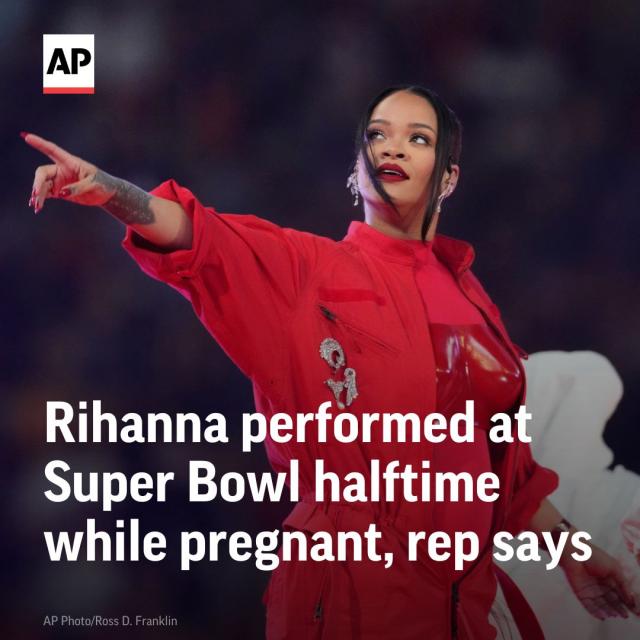 AP
Rihanna performed at
Super Bowl halftime
while pregnant, rep says
AP Photo/Ross D. Franklin